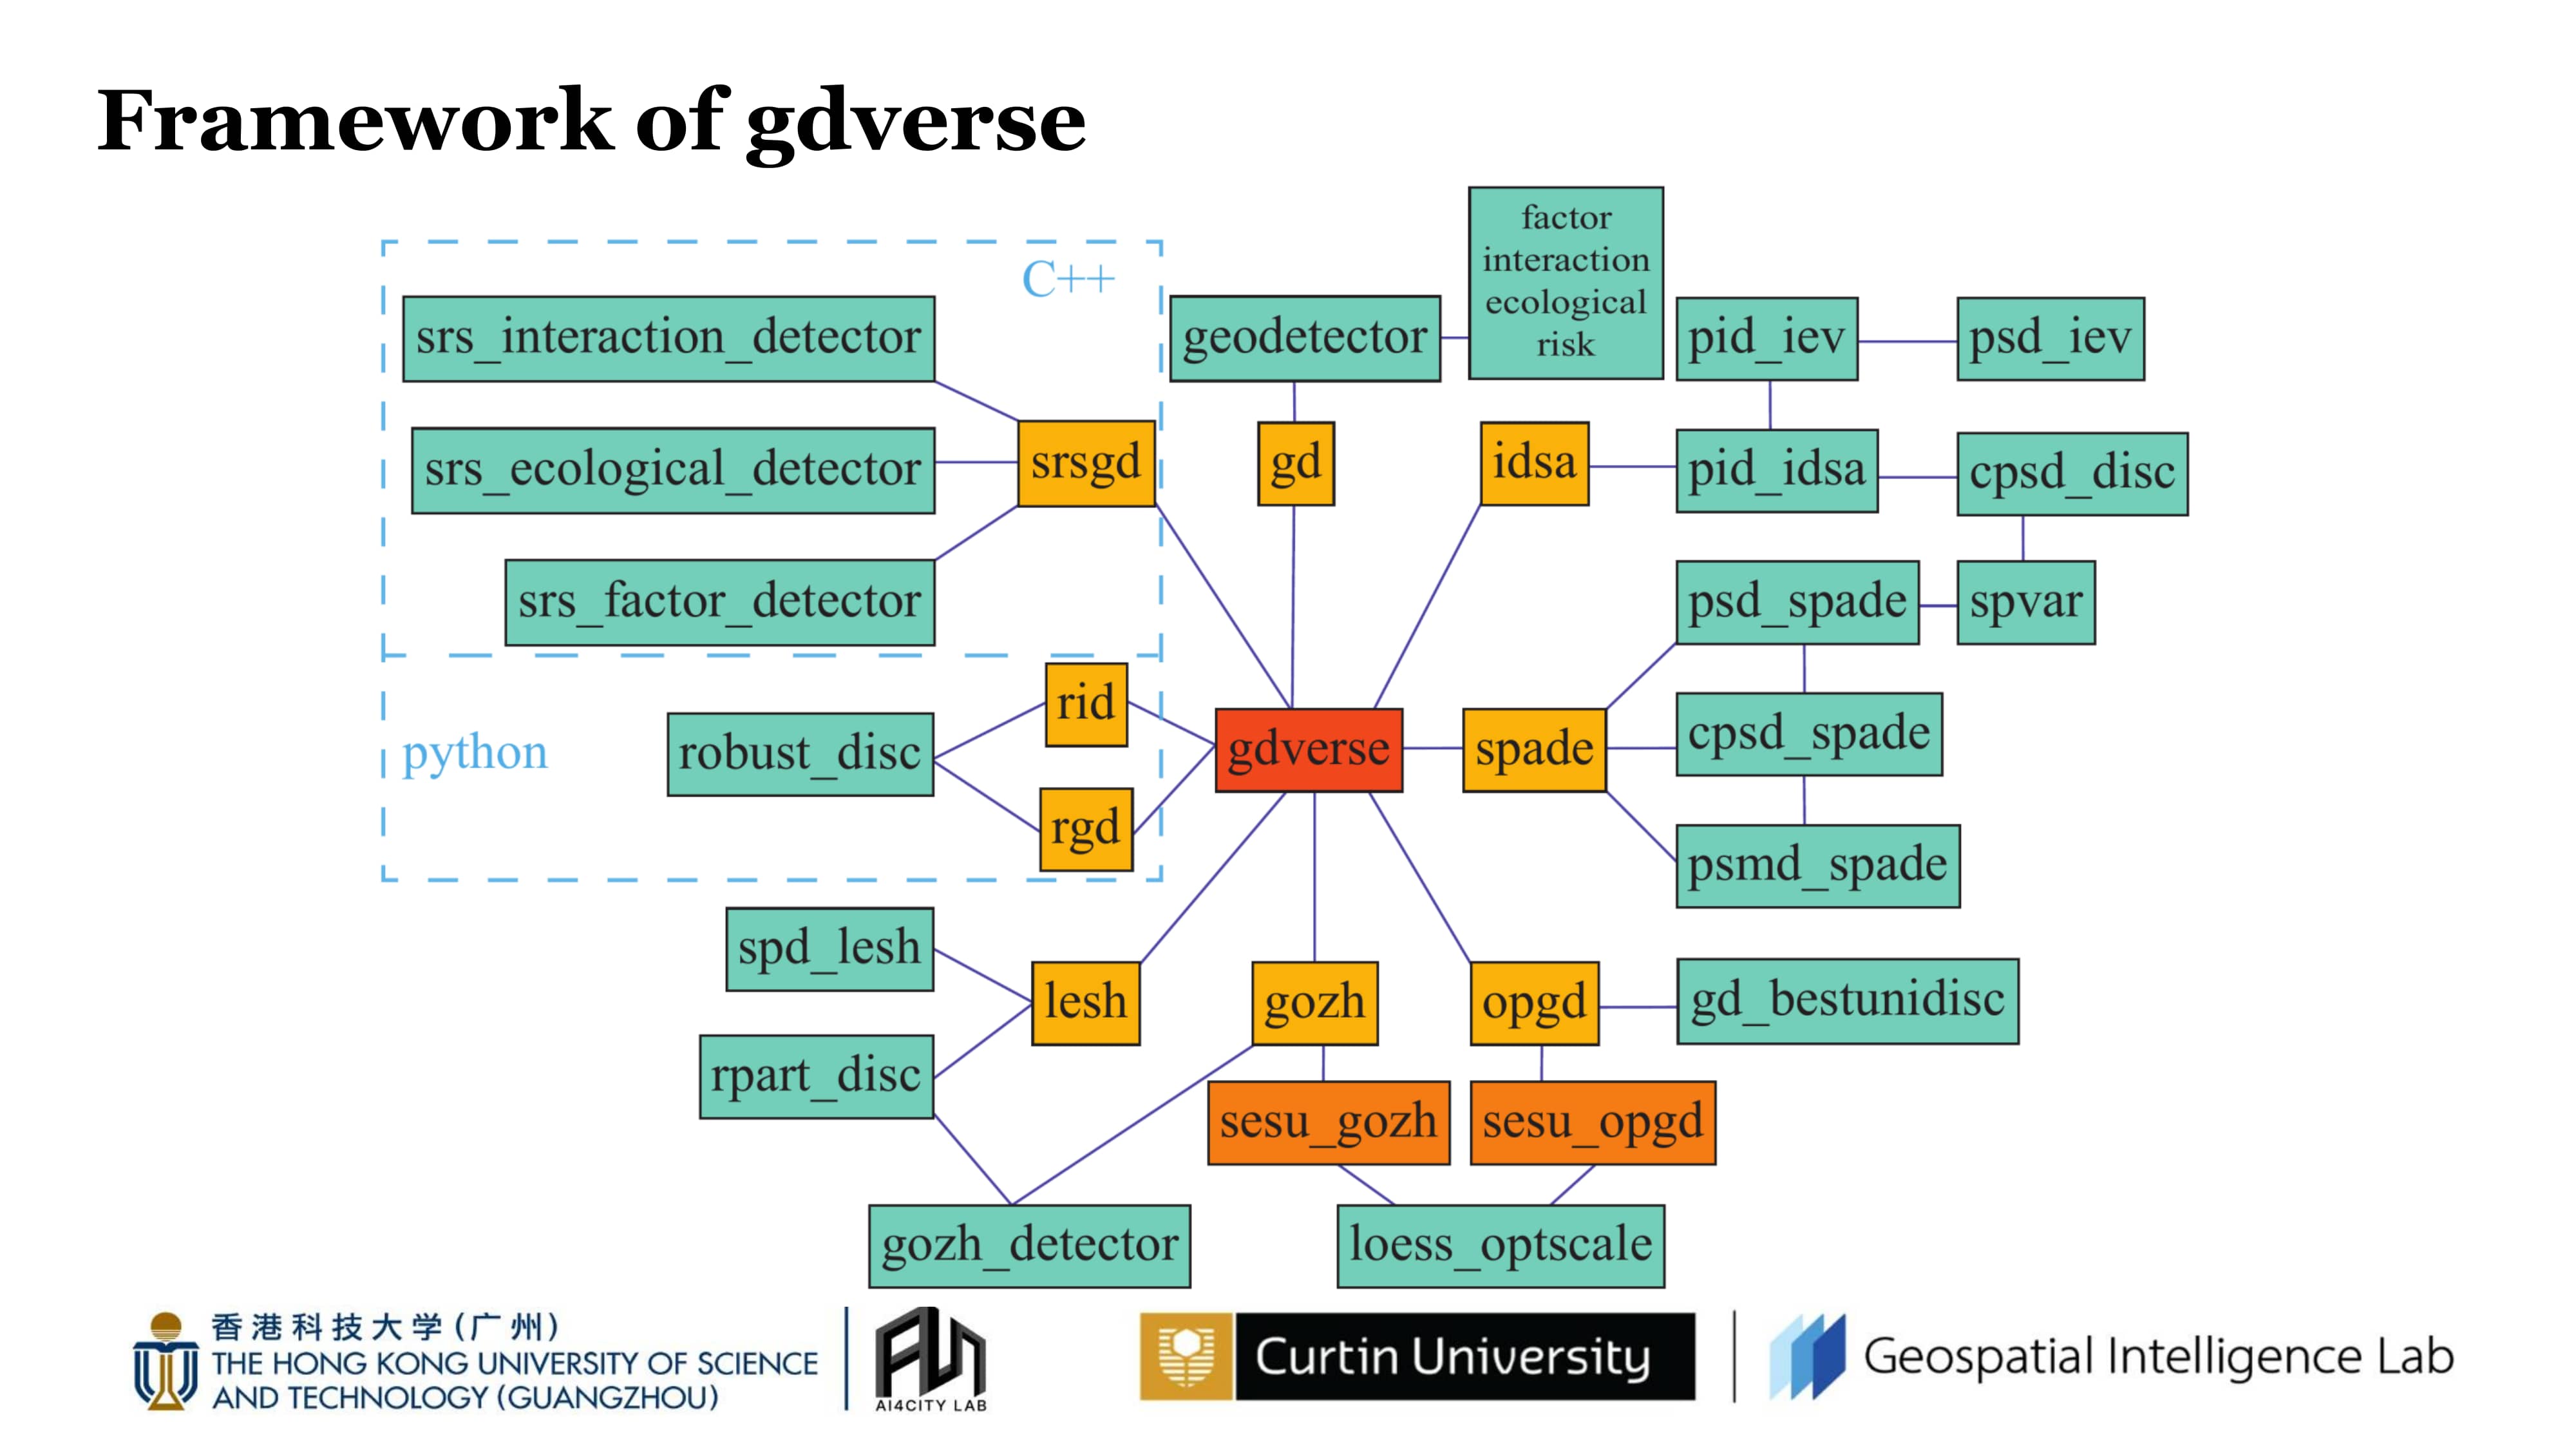 Framework of gdverse
factor
interaction
ecological
risk
C++
srs_interaction_detector
geodetector
pid_iev
psd_iev
srs_ecological_detector
srsgd
gd
idsa
pid_idsa
cpsd_disc
srs_factor_detector
psd_spade
spvar
rid
python
robust_disc
gdverse
spade
cpsd_spade
rgd
psmd_spade
spd_lesh
lesh
gozh
opgd
gd_bestunidisc
rpart_disc
sesu_gozh
sesu_opgd
gozh_detector
loess_optscale
香港科技大学(广州)
THE HONG KONG UNIVERSITY OF SCIENCE
AND TECHNOLOGY (GUANGZHOU)
AI4CITY LAB
Curtin University
Geospatial Intelligence Lab